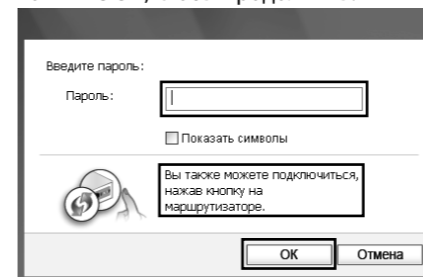 Введите пароль:
Пароль:
Показать символы
Вы также можете подключиться,
нажав кнопку на
маршрутизаторе.
ОК
Отмена